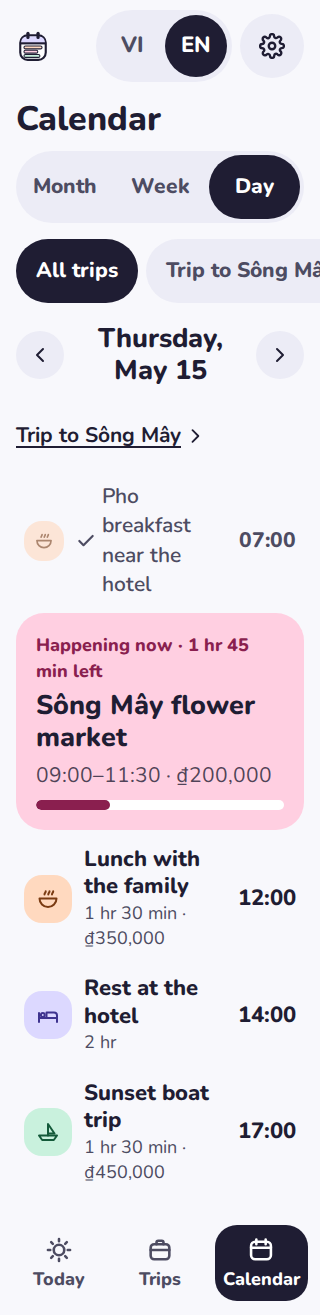 VI EN
Calendar
Month Week Day
All trips Trip to Sông Mâ
Thursday,
May 15
Trip to Sông Mây
Pho
breakfast
near the
hotel
07:00
Happening now · 1 hr 45
min left
Sông Mây flower
market
09:00–11:30 · ₫200,000
Lunch with
the family
1 hr 30 min ·
₫350,000
12:00
Rest at the
hotel
2 hr
14:00
Sunset boat
trip
1 hr 30 min ·
₫450,000
17:00
Today Trips Calendar